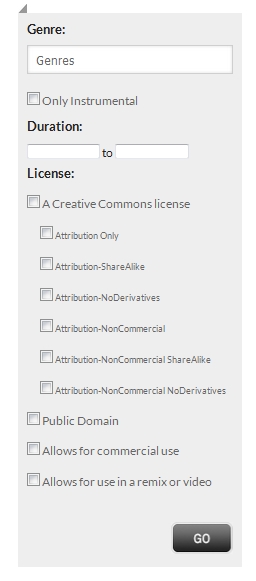 Genre:
Genres
Only Instrumental
Duration:
to
License:
A Creative Commons license
Attribution Only
Attribution-ShareAlike
Attribution-NoDerivatives
Attribution-NonCommercial
Attribution-NonCommercial ShareAlike
Attribution-NonCommercial NoDerivatives
Public Domain
Allows for commercial use
Allows for use in a remix or video
GO